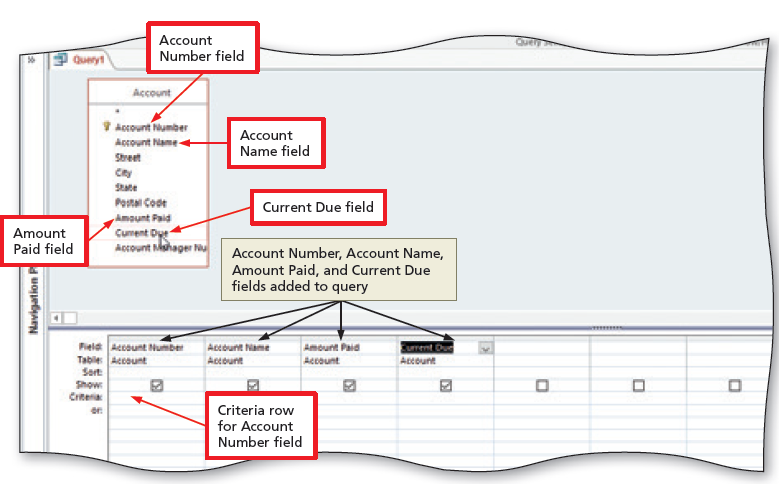 Account
Number field
Query1
Account
*
Account Number
Account Name
Street
City
State
Postal Code
Amount Paid
Current Due
Account Manager Nu
Account
Name field
Current Due field
Amount
Paid field
Account Number, Account Name,
Amount Paid, and Current Due
fields added to query
Field: Account Number Account Name Amount Paid Current Due
Table: Account Account Account Account
Sort:
Show:
Criteria:
or:
Criteria row
for Account
Number field